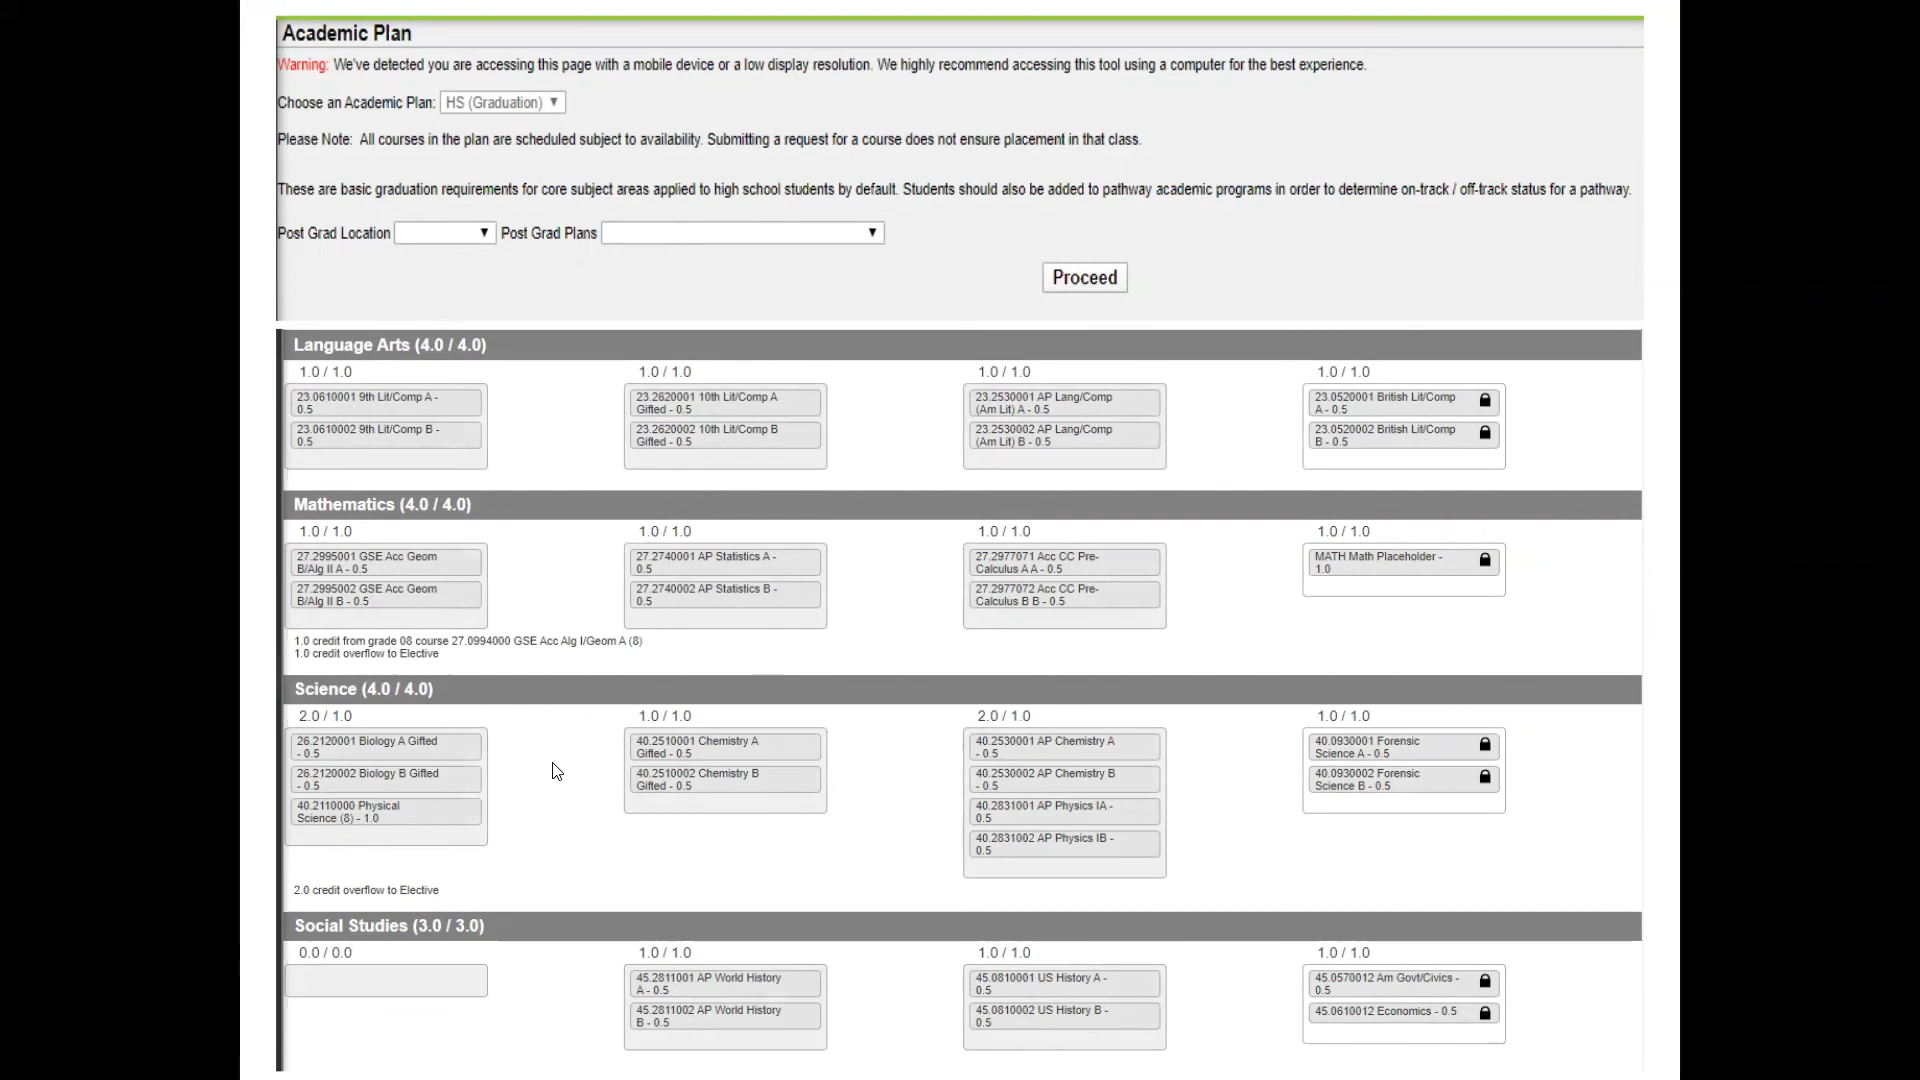 Academic Plan
Warning: We've detected you are accessing this page with a mobile device or a low display resolution. We highly recommend accessing this tool using a computer for the best experience.
Choose an Academic Plan: HS (Graduation) ▼
Please Note: All courses in the plan are scheduled subject to availability. Submitting a request for a course does not ensure placement in that class.
These are basic graduation requirements for core subject areas applied to high school students by default. Students should also be added to pathway academic programs in order to determine on-track / off-track status for a pathway.
Post Grad Location ▼ Post Grad Plans ▼
Proceed
Language Arts (4.0 / 4.0)
1.0 / 1.0
23.0610001 9th Lit/Comp A -
0.5
23.0610002 9th Lit/Comp B -
0.5
1.0 / 1.0
23.2620001 10th Lit/Comp A
Gifted - 0.5
23.2620002 10th Lit/Comp B
Gifted - 0.5
1.0 / 1.0
23.2530001 AP Lang/Comp
(Am Lit) A - 0.5
23.2530002 AP Lang/Comp
(Am Lit) B - 0.5
1.0 / 1.0
23.0520001 British Lit/Comp
A - 0.5
23.0520002 British Lit/Comp
B - 0.5
Mathematics (4.0 / 4.0)
1.0 / 1.0
27.2995001 GSE Acc Geom
B/Alg II A - 0.5
27.2995002 GSE Acc Geom
B/Alg II B - 0.5
1.0 / 1.0
27.2740001 AP Statistics A -
0.5
27.2740002 AP Statistics B -
0.5
1.0 / 1.0
27.2977071 Acc CC Pre-
Calculus A A - 0.5
27.2977072 Acc CC Pre-
Calculus B B - 0.5
1.0 / 1.0
MATH Math Placeholder -
1.0
1.0 credit from grade 08 course 27.0994000 GSE Acc Alg I/Geom A (8)
1.0 credit overflow to Elective
Science (4.0 / 4.0)
2.0 / 1.0
26.2120001 Biology A Gifted
- 0.5
26.2120002 Biology B Gifted
- 0.5
40.2110000 Physical
Science (8) - 1.0
1.0 / 1.0
40.2510001 Chemistry A
Gifted - 0.5
40.2510002 Chemistry B
Gifted - 0.5
2.0 / 1.0
40.2530001 AP Chemistry A
- 0.5
40.2530002 AP Chemistry B
- 0.5
40.2831001 AP Physics IA -
0.5
40.2831002 AP Physics IB -
0.5
1.0 / 1.0
40.0930001 Forensic
Science A - 0.5
40.0930002 Forensic
Science B - 0.5
2.0 credit overflow to Elective
Social Studies (3.0 / 3.0)
0.0 / 0.0
1.0 / 1.0
45.2811001 AP World History
A - 0.5
45.2811002 AP World History
B - 0.5
1.0 / 1.0
45.0810001 US History A -
0.5
45.0810002 US History B -
0.5
1.0 / 1.0
45.0570012 Am Govt/Civics -
0.5
45.0610012 Economics - 0.5